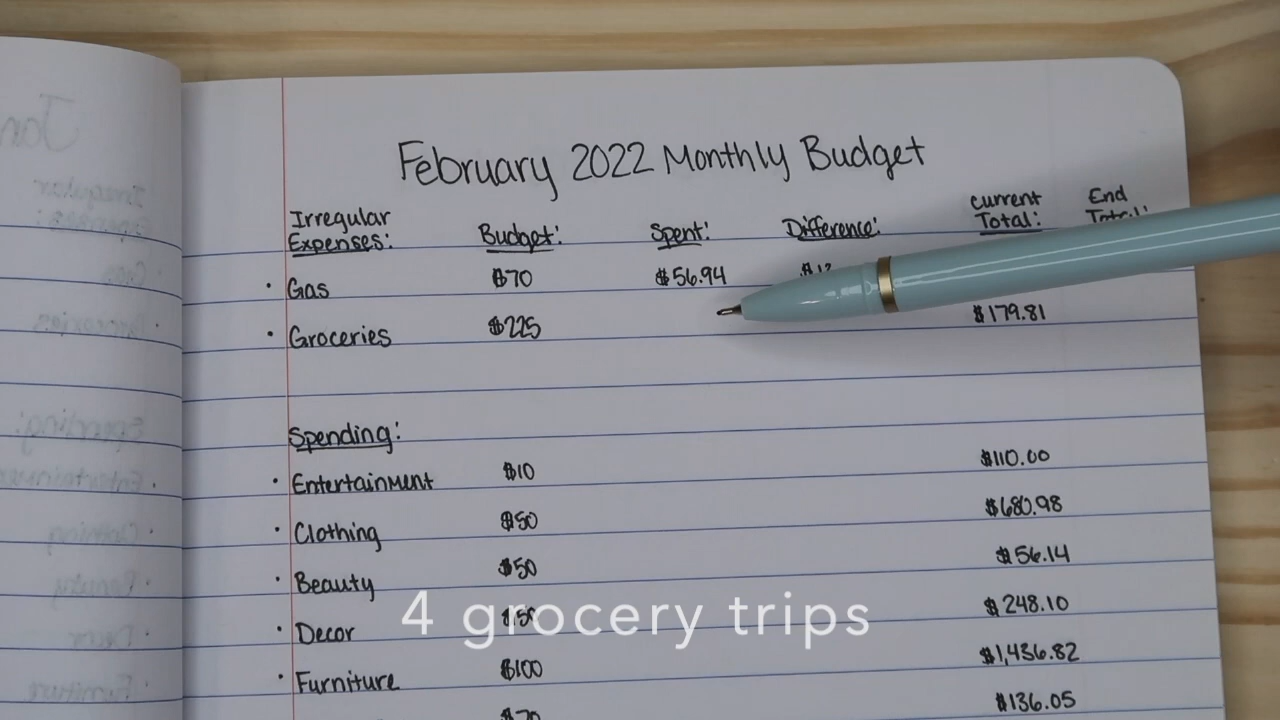 February 2022 Monthly Budget
Irregular Expenses: Budget: Spent: Difference: Current Total: End
• Gas $70 $56.94
• Groceries $225 $179.81
Spending:
• Entertainment $10 $110.00
• Clothing $50 $680.98
• Beauty $50 $56.14
• Decor $50 $248.10
4 grocery trips
• Furniture $100 $1,436.82
$70 $136.05